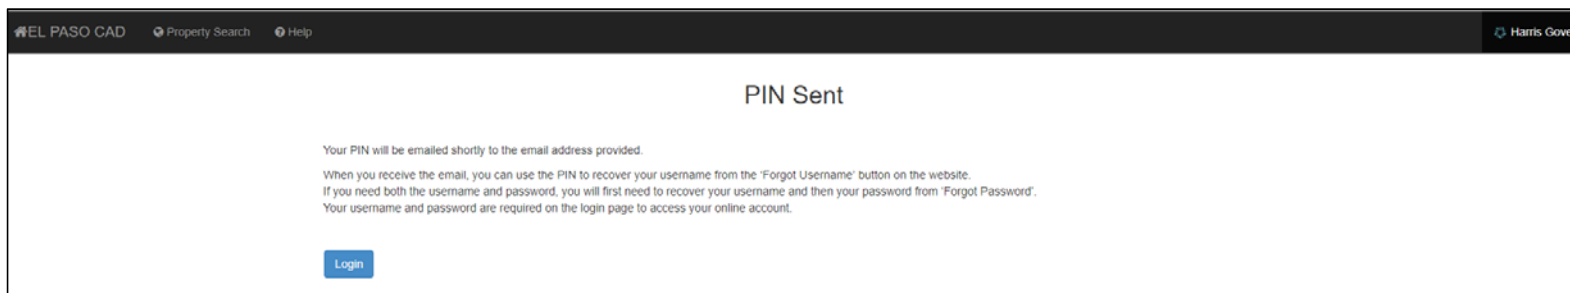 EL PASO CAD Property Search Help Harris Gove
PIN Sent
Your PIN will be emailed shortly to the email address provided.
When you receive the email, you can use the PIN to recover your username from the 'Forgot Username' button on the website.
If you need both the username and password, you will first need to recover your username and then your password from 'Forgot Password'.
Your username and password are required on the login page to access your online account.
Login